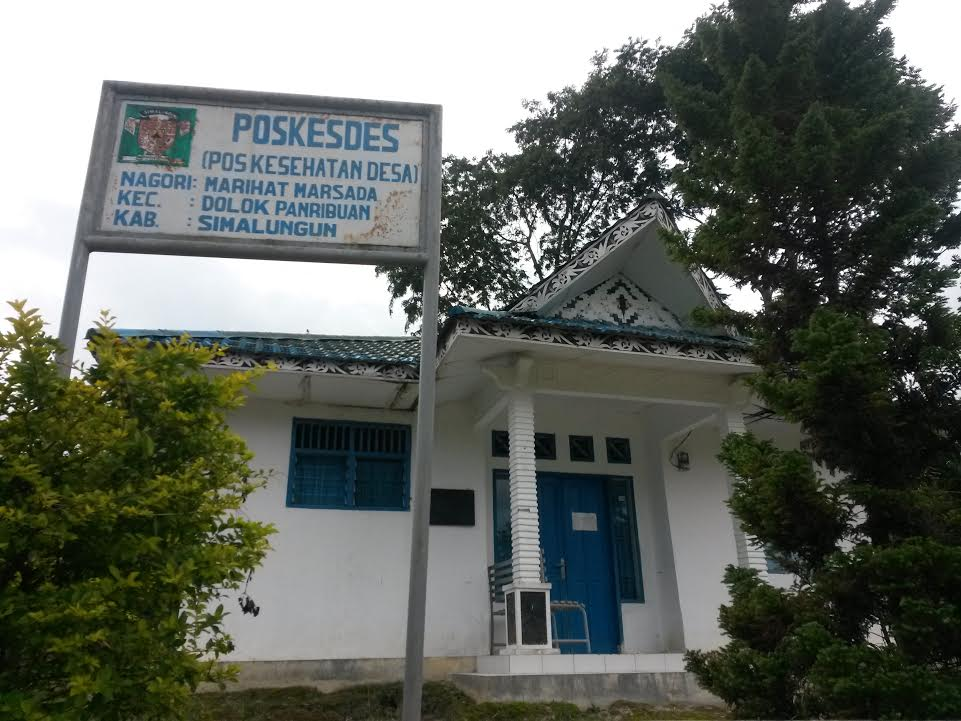 POSKESDES
(POS KESEHATAN DESA)
NAGORI : MARIHAT MARSADA
KEC. : DOLOK PANRIBUAN
KAB. : SIMALUNGUN